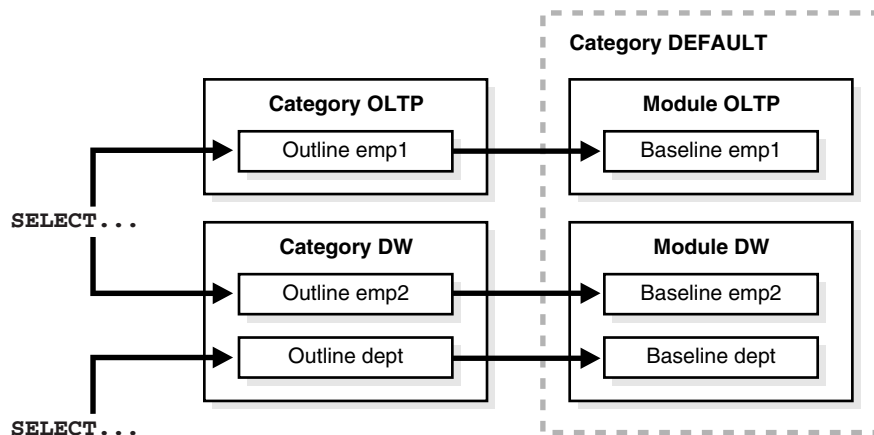 Category DEFAULT
Category OLTP
Module OLTP
Outline emp1
Baseline emp1
SELECT...
Category DW
Module DW
Outline emp2
Baseline emp2
Outline dept
Baseline dept
SELECT...